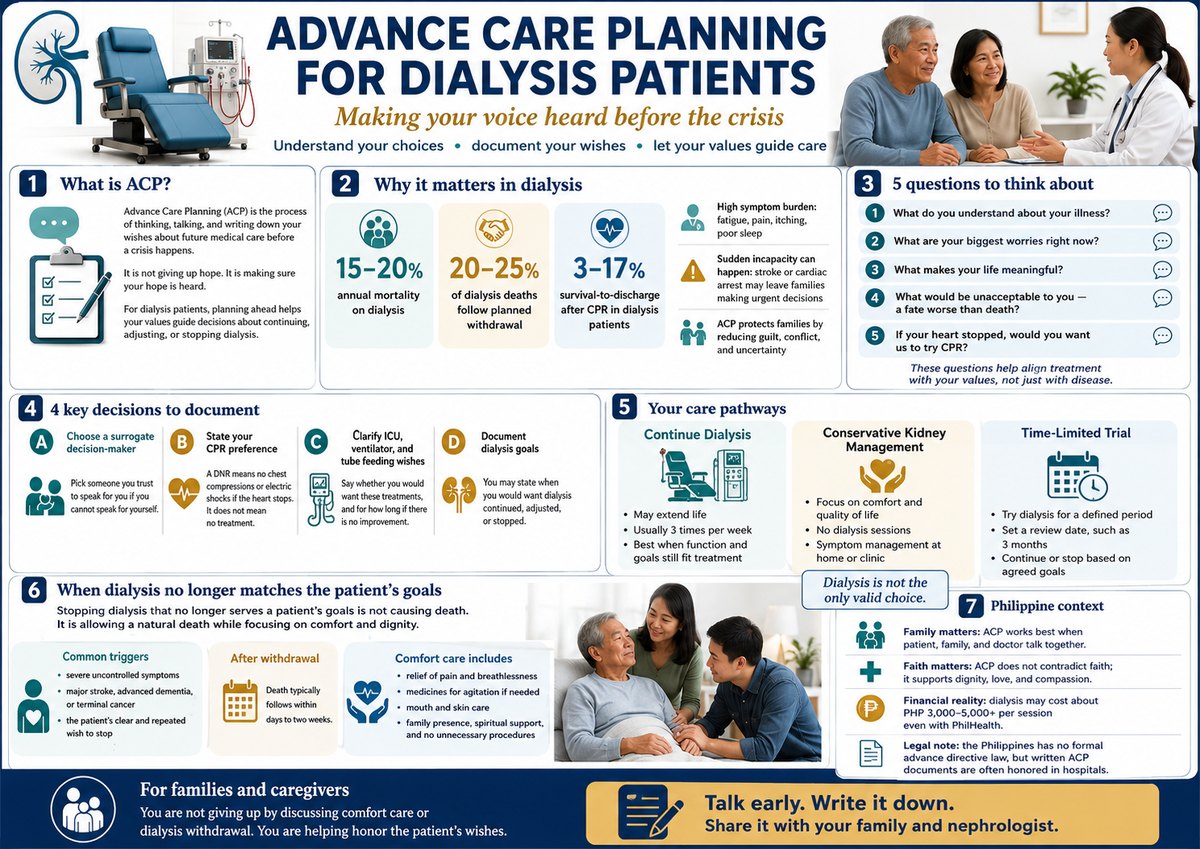 ADVANCE CARE PLANNING
FOR DIALYSIS PATIENTS
Making your voice heard before the crisis
Understand your choices • document your wishes • let your values guide care
1 What is ACP?
Advance Care Planning (ACP) is the process
of thinking, talking, and writing down your
wishes about future medical care before
a crisis happens.
It is not giving up hope. It is making sure
your hope is heard.
For dialysis patients, planning ahead helps
your values guide decisions about continuing,
adjusting, or stopping dialysis.
2 Why it matters in dialysis
15–20%
annual mortality
on dialysis
20–25%
of dialysis deaths
follow planned
withdrawal
3–17%
survival-to-discharge
after CPR in dialysis
patients
High symptom burden:
fatigue, pain, itching,
poor sleep
Sudden incapacity can
happen: stroke or cardiac
arrest may leave families
making urgent decisions
ACP protects families by
reducing guilt, conflict,
and uncertainty
3 5 questions to think about
1 What do you understand about your illness?
2 What are your biggest worries right now?
3 What makes your life meaningful?
4 What would be unacceptable to you —
a fate worse than death?
5 If your heart stopped, would you want
us to try CPR?
These questions help align treatment
with your values, not just with disease.
4 4 key decisions to document
A Choose a surrogate
decision-maker
Pick someone you trust
to speak for you if you
cannot speak for yourself.
B State your
CPR preference
A DNR means no chest
compressions or electric
shocks if the heart stops.
It does not mean
no treatment.
C Clarify ICU,
ventilator, and
tube feeding wishes
Say whether you would
want these treatments,
and for how long if there
is no improvement.
D Document
dialysis goals
You may state when
you would want dialysis
continued, adjusted,
or stopped.
5 Your care pathways
Continue Dialysis
• May extend life
• Usually 3 times per week
• Best when function and
goals still fit treatment
Conservative Kidney
Management
• Focus on comfort and
quality of life
• No dialysis sessions
• Symptom management at
home or clinic
Time-Limited Trial
• Try dialysis for a defined period
• Set a review date, such as
3 months
• Continue or stop based on
agreed goals
Dialysis is not the
only valid choice.
6 When dialysis no longer matches the patient's goals
Stopping dialysis that no longer serves a patient's goals is not causing death.
It is allowing a natural death while focusing on comfort and dignity.
Common triggers
• severe uncontrolled symptoms
• major stroke, advanced dementia,
or terminal cancer
• the patient's clear and repeated
wish to stop
After withdrawal
Death typically
follows within
days to two weeks.
Comfort care includes
• relief of pain and breathlessness
• medicines for agitation if needed
• mouth and skin care
• family presence, spiritual support,
and no unnecessary procedures
7 Philippine context
Family matters: ACP works best when
patient, family, and doctor talk together.
Faith matters: ACP does not contradict faith;
it supports dignity, love, and compassion.
Financial reality: dialysis may cost about
PHP 3,000–5,000+ per session
even with PhilHealth.
Legal note: the Philippines has no formal
advance directive law, but written ACP
documents are often honored in hospitals.
For families and caregivers
You are not giving up by discussing comfort care or
dialysis withdrawal. You are helping honor the patient's wishes.
Talk early. Write it down.
Share it with your family and nephrologist.